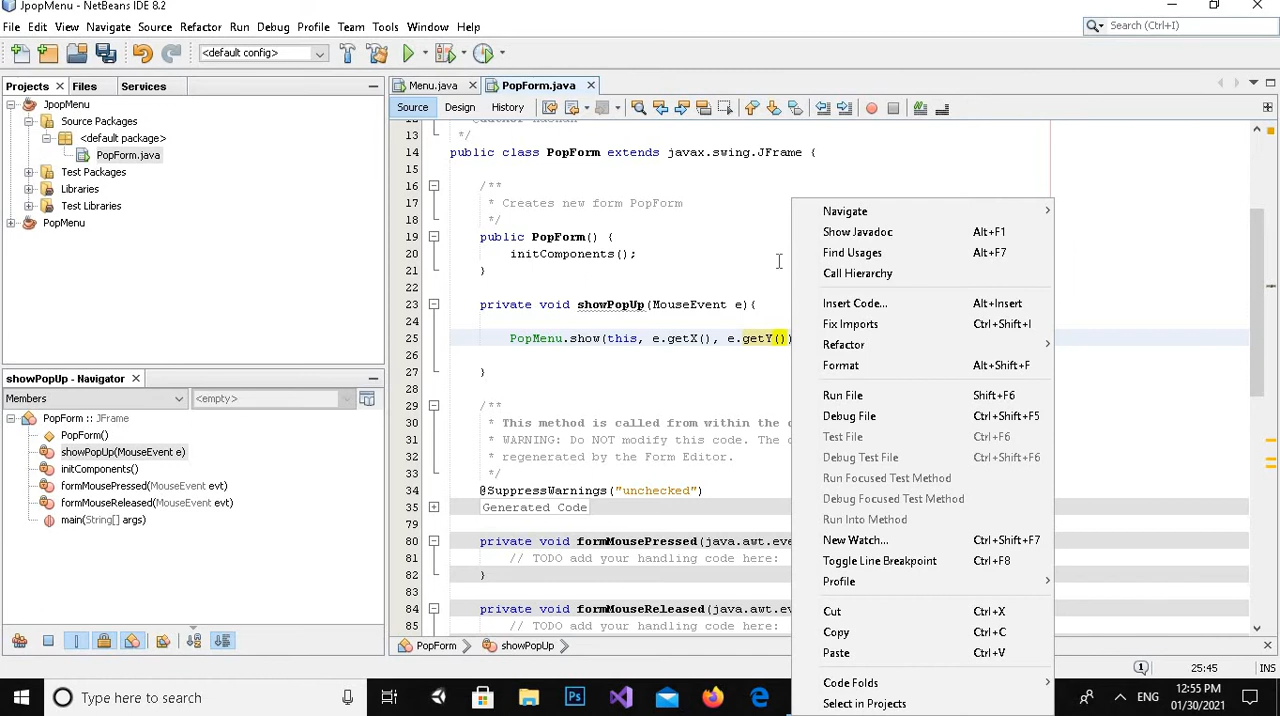 JpopMenu - NetBeans IDE 8.2
File Edit View Navigate Source Refactor Run Debug Profile Team Tools Window Help
Search (Ctrl+I)
<default config>
Projects Files Services
Menu.java PopForm.java
JpopMenu
Source Packages
<default package>
PopForm.java
Test Packages
Libraries
Test Libraries
PopMenu
Source Design History
13 */
14 public class PopForm extends javax.swing.JFrame {
15
16 /**
17 * Creates new form PopForm
18 */
19 public PopForm() {
20 initComponents();
21 }
22
23 private void showPopUp(MouseEvent e){
24
25 PopMenu.show(this, e.getX(), e.getY())
26
27 }
28
29 /**
30 * This method is called from within the
31 * WARNING: Do NOT modify this code. The
32 * regenerated by the Form Editor.
33 */
34 @SuppressWarnings("unchecked")
35 Generated Code
79
80 private void formMousePressed(java.awt.eve
81 // TODO add your handling code here:
82 }
83
84 private void formMouseReleased(java.awt.eve
85 // TODO add your handling code here:
showPopUp - Navigator
Members <empty>
PopForm :: JFrame
PopForm()
showPopUp(MouseEvent e)
initComponents()
formMousePressed(MouseEvent evt)
formMouseReleased(MouseEvent evt)
main(String[] args)
Navigate
Show Javadoc Alt+F1
Find Usages Alt+F7
Call Hierarchy
Insert Code... Alt+Insert
Fix Imports Ctrl+Shift+I
Refactor
Format Alt+Shift+F
Run File Shift+F6
Debug File Ctrl+Shift+F5
Test File Ctrl+F6
Debug Test File Ctrl+Shift+F6
Run Focused Test Method
Debug Focused Test Method
Run Into Method
New Watch... Ctrl+Shift+F7
Toggle Line Breakpoint Ctrl+F8
Profile
Cut Ctrl+X
Copy Ctrl+C
Paste Ctrl+V
Code Folds
Select in Projects
PopForm showPopUp
1 25:45 INS
Type here to search
ENG
12:55 PM
01/30/2021